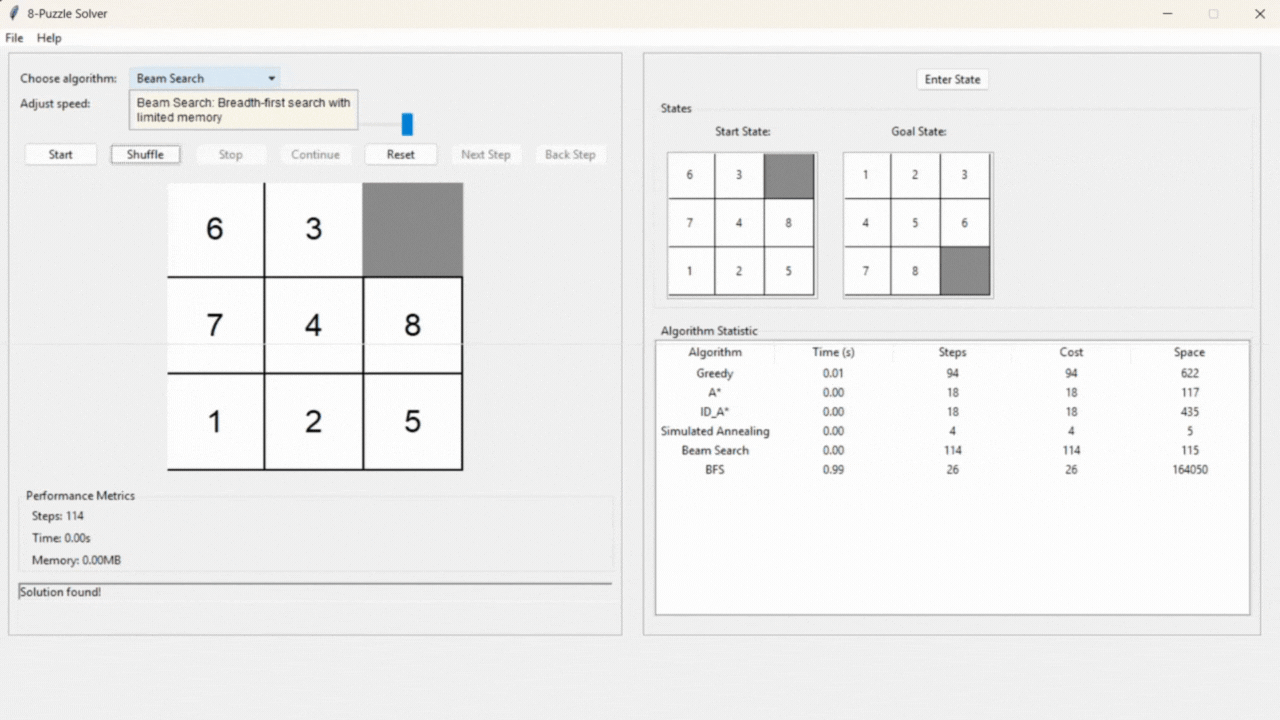 8-Puzzle Solver
File Help
Choose algorithm: Beam Search
Adjust speed:
Beam Search: Breadth-first search with
limited memory
Start Shuffle Stop Continue Reset Next Step Back Step
6 3
7 4 8
1 2 5
Performance Metrics
Steps: 114
Time: 0.00s
Memory: 0.00MB
Solution found!
Enter State
States
Start State: Goal State:
6 3 1 2 3
7 4 8 4 5 6
1 2 5 7 8
Algorithm Statistic
Algorithm Time (s) Steps Cost Space
Greedy 0.01 94 94 622
A* 0.00 18 18 117
ID_A* 0.00 18 18 435
Simulated Annealing 0.00 4 4 5
Beam Search 0.00 114 114 115
BFS 0.99 26 26 164050